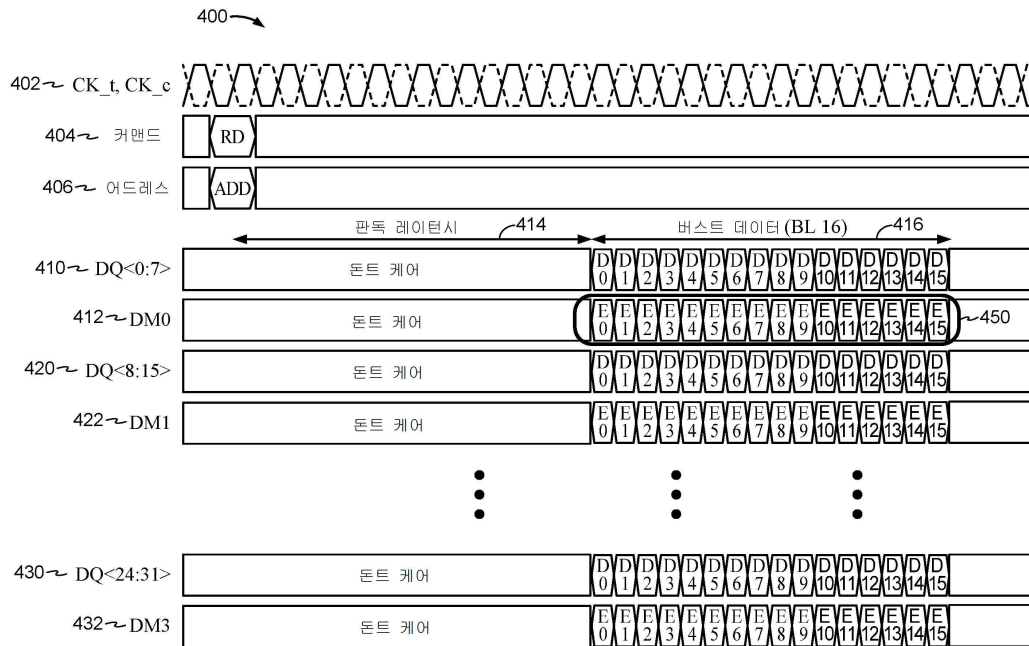 400
402 CK_t, CK_c
404 커맨드 RD
406 어드레스 ADD
판독 레이턴시 414 버스트 데이터 (BL 16) 416
410 DQ<0:7> 돈트 케어 D0 D1 D2 D3 D4 D5 D6 D7 D8 D9 D10 D11 D12 D13 D14 D15
412 DM0 돈트 케어 E0 E1 E2 E3 E4 E5 E6 E7 E8 E9 E10 E11 E12 E13 E14 E15 450
420 DQ<8:15> 돈트 케어 D0 D1 D2 D3 D4 D5 D6 D7 D8 D9 D10 D11 D12 D13 D14 D15
422 DM1 돈트 케어 E0 E1 E2 E3 E4 E5 E6 E7 E8 E9 E10 E11 E12 E13 E14 E15
430 DQ<24:31> 돈트 케어 D0 D1 D2 D3 D4 D5 D6 D7 D8 D9 D10 D11 D12 D13 D14 D15
432 DM3 돈트 케어 E0 E1 E2 E3 E4 E5 E6 E7 E8 E9 E10 E11 E12 E13 E14 E15